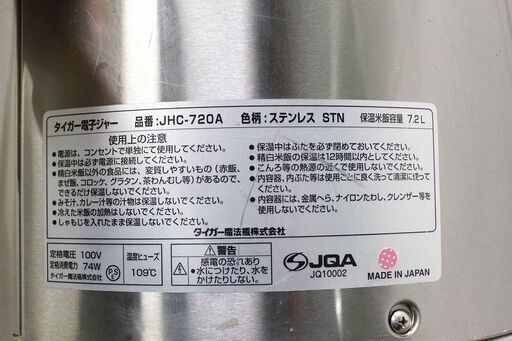 タイガー電子ジャー 品番:JHC-720A 色柄:ステンレス STN 保温米飯容量 7.2L
使用上の注意
●電源は、コンセントで単独にて使用してください。
●保温中は必ず電源に接続してください。
●精白米飯以外の食品には、変質しやすいもの(赤飯、
まぜ飯、コロッケ、グラタン、茶わんむし等)があるので、
できるだけ保温しないでください。
●みそ汁、カレー汁等の汁物は保温しないでください。
●冷えた米飯の加熱はしないでください。
●しゃもじを入れたまま保温しないでください。
●保温中はふたを必ず閉めておいてください。
●精白米飯の保温は12時間以内にしてください。
●こんろ等の熱源の近くで使用しないでください。
●内容器、内ぶた等は使用ごとに良く洗って清潔に使って
ください。
●内容器には、金属へら、ナイロンたわし、クレンザー等を
使用しないでください。
タイガー魔法瓶株式会社
定格電圧 100V
定格消費電力 74W
タイガー魔法瓶株式会社
PS
E
温度ヒューズ
109℃
警告
感電の恐れあり
●水につけたり、水を
かけたりしない。
JQA
JQ10002
MADE IN JAPAN